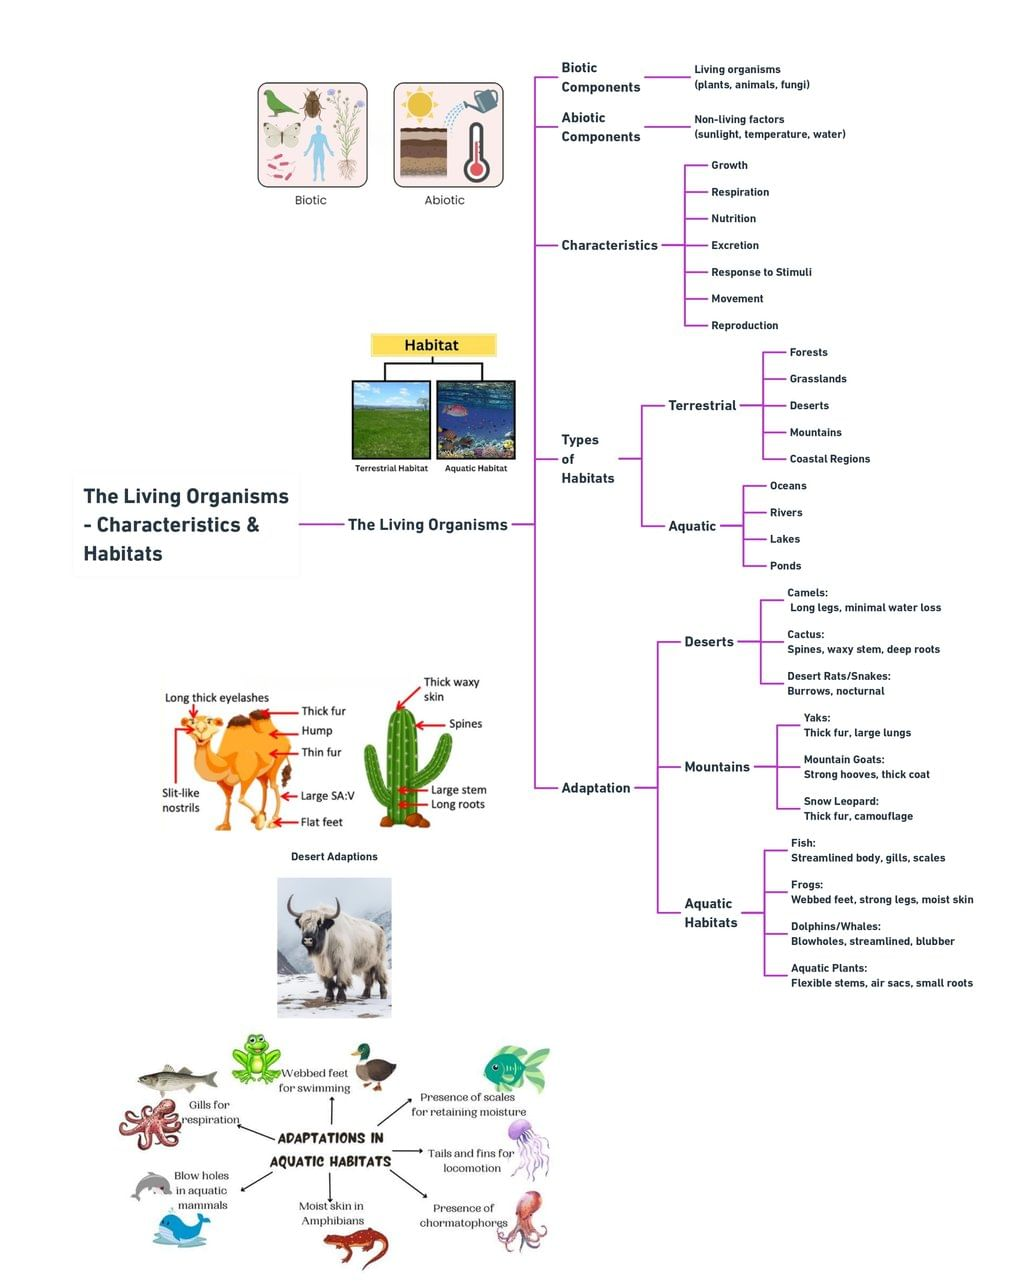 Biotic
Components
Living organisms
(plants, animals, fungi)
Abiotic
Components
Non-living factors
(sunlight, temperature, water)
Biotic
Abiotic
Characteristics
Growth
Respiration
Nutrition
Excretion
Response to Stimuli
Movement
Reproduction
Habitat
Terrestrial Habitat
Aquatic Habitat
Types
of
Habitats
Terrestrial
Forests
Grasslands
Deserts
Mountains
Coastal Regions
Aquatic
Oceans
Rivers
Lakes
Ponds
The Living Organisms
- Characteristics &
Habitats
The Living Organisms
Adaptation
Deserts
Camels:
Long legs, minimal water loss
Cactus:
Spines, waxy stem, deep roots
Desert Rats/Snakes:
Burrows, nocturnal
Mountains
Yaks:
Thick fur, large lungs
Mountain Goats:
Strong hooves, thick coat
Snow Leopard:
Thick fur, camouflage
Aquatic
Habitats
Fish:
Streamlined body, gills, scales
Frogs:
Webbed feet, strong legs, moist skin
Dolphins/Whales:
Blowholes, streamlined, blubber
Aquatic Plants:
Flexible stems, air sacs, small roots
Long thick eyelashes
Thick fur
Hump
Thin fur
Slit-like
nostrils
Large SA:V
Flat feet
Thick waxy
skin
Spines
Large stem
Long roots
Desert Adaptions
Webbed feet
for swimming
Gills for
respiration
Presence of scales
for retaining moisture
ADAPTATIONS IN
AQUATIC HABITATS
Tails and fins for
locomotion
Blow holes
in aquatic
mammals
Moist skin in
Amphibians
Presence of
chormatophores